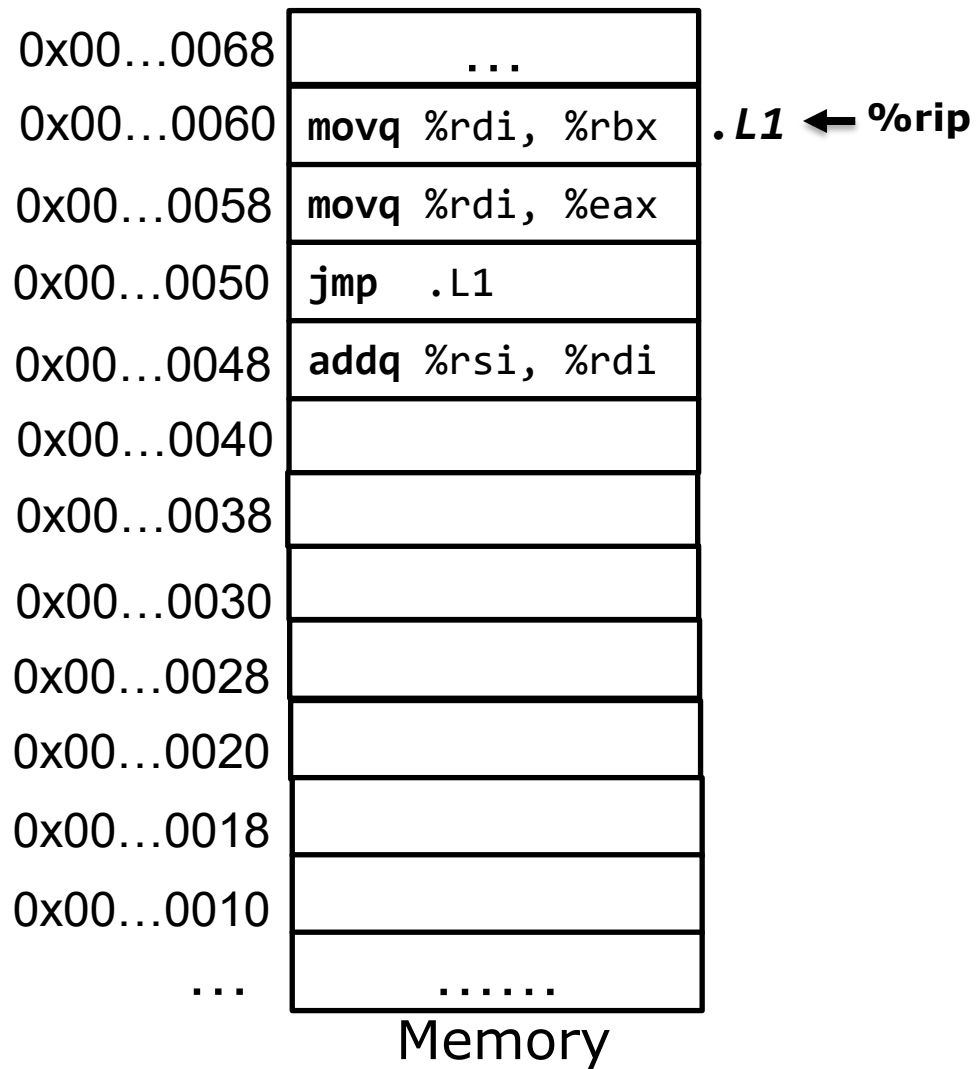 0x00…0068 ...
0x00…0060 movq %rdi, %rbx .L1 %rip
0x00…0058 movq %rdi, %eax
0x00…0050 jmp .L1
0x00…0048 addq %rsi, %rdi
0x00…0040
0x00…0038
0x00…0030
0x00…0028
0x00…0020
0x00…0018
0x00…0010
... ......
Memory